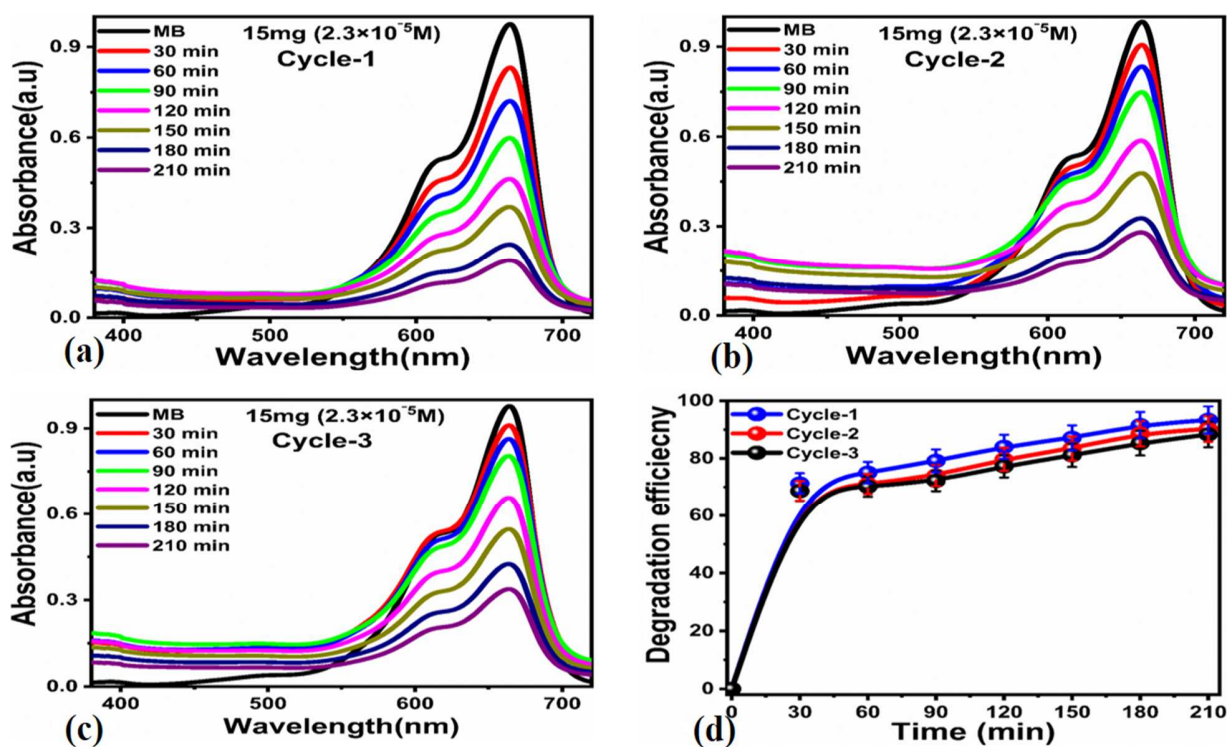 MB
30 min
60 min
90 min
120 min
150 min
180 min
210 min
15mg (2.3×10⁻⁵M)
Cycle-1
Absorbance(a.u)
0.9
0.6
0.3
0.0
400 500 600 700
Wavelength(nm)
(a)
MB
30 min
60 min
90 min
120 min
150 min
180 min
210 min
15mg (2.3×10⁻⁵M)
Cycle-2
Absorbance(a.u)
0.9
0.6
0.3
0.0
400 500 600 700
Wavelength(nm)
(b)
MB
30 min
60 min
90 min
120 min
150 min
180 min
210 min
15mg (2.3×10⁻⁵M)
Cycle-3
Absorbance(a.u)
0.9
0.6
0.3
0.0
400 500 600 700
Wavelength(nm)
(c)
Cycle-1
Cycle-2
Cycle-3
Degradation efficiecny
100
80
60
40
20
0
0 30 60 90 120 150 180 210
Time (min)
(d)